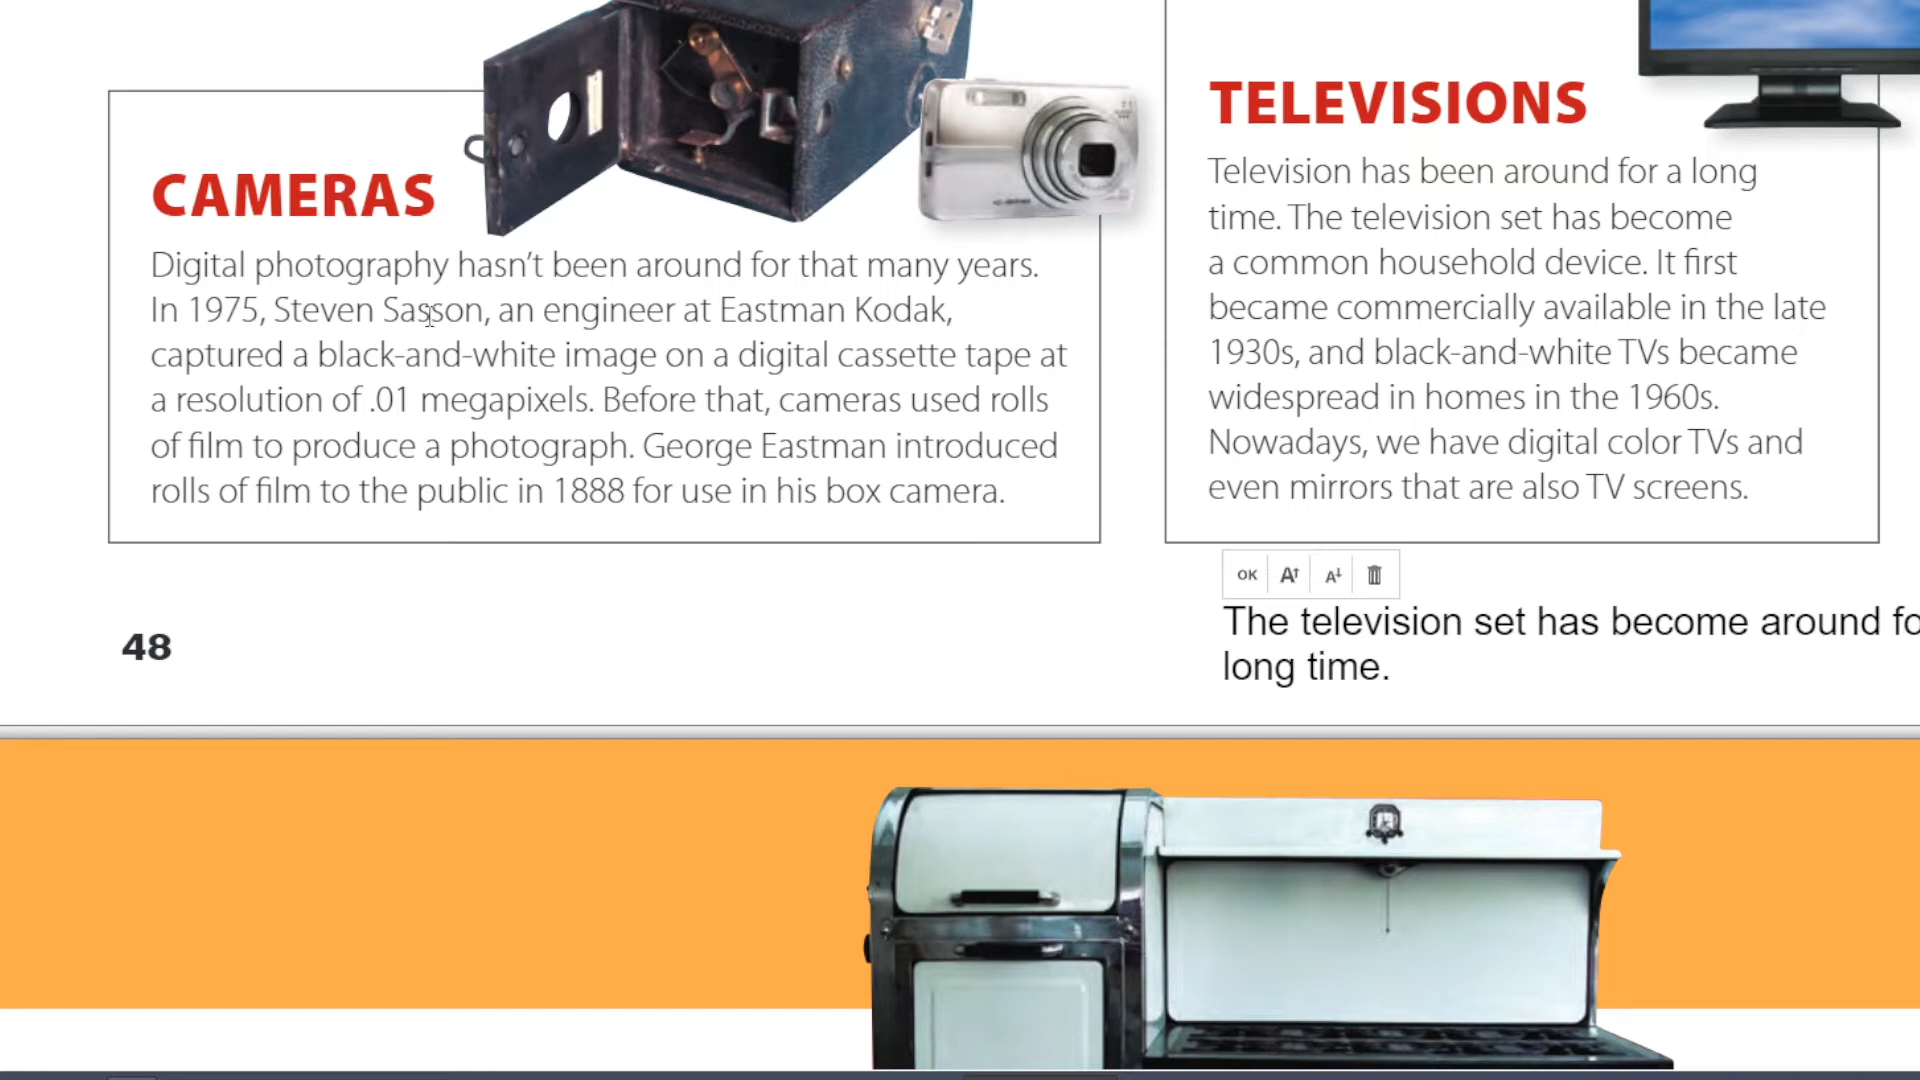 CAMERAS
Digital photography hasn't been around for that many years.
In 1975, Steven Sasson, an engineer at Eastman Kodak,
captured a black-and-white image on a digital cassette tape at
a resolution of .01 megapixels. Before that, cameras used rolls
of film to produce a photograph. George Eastman introduced
rolls of film to the public in 1888 for use in his box camera.
TELEVISIONS
Television has been around for a long
time. The television set has become
a common household device. It first
became commercially available in the late
1930s, and black-and-white TVs became
widespread in homes in the 1960s.
Nowadays, we have digital color TVs and
even mirrors that are also TV screens.
OK A A
The television set has become around fo
long time.
48